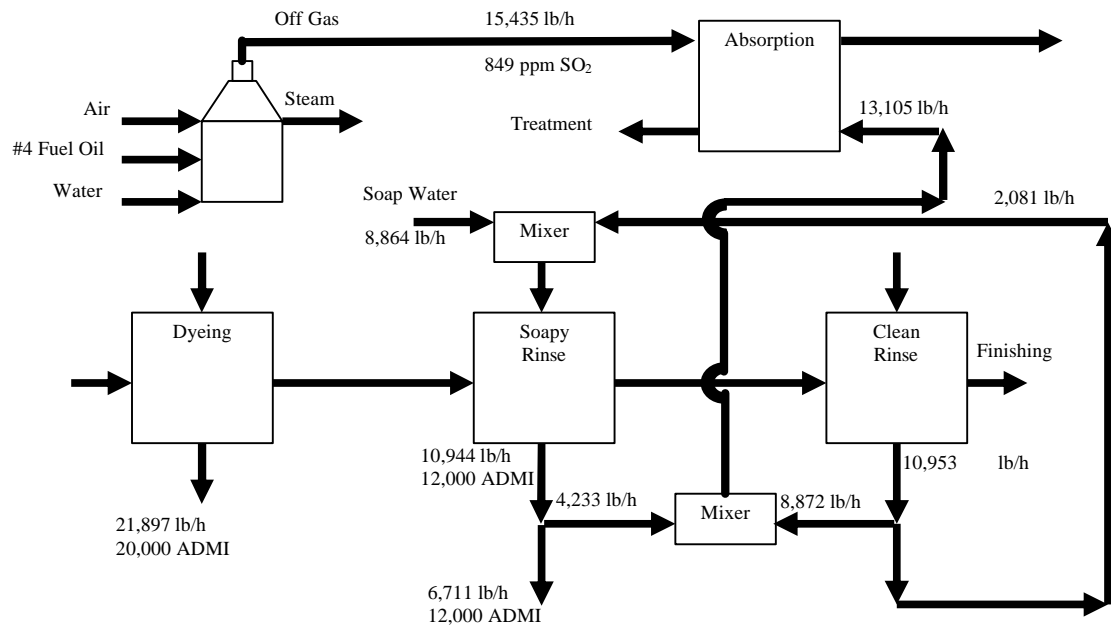 Off Gas
15,435 lb/h
Absorption
849 ppm SO₂
Air
Steam
13,105 lb/h
Treatment
#4 Fuel Oil
Water
Soap Water
2,081 lb/h
8,864 lb/h
Mixer
Dyeing
Soapy
Rinse
Clean
Rinse
Finishing
10,944 lb/h
12,000 ADMI
10,953 lb/h
4,233 lb/h
Mixer
8,872 lb/h
21,897 lb/h
20,000 ADMI
6,711 lb/h
12,000 ADMI